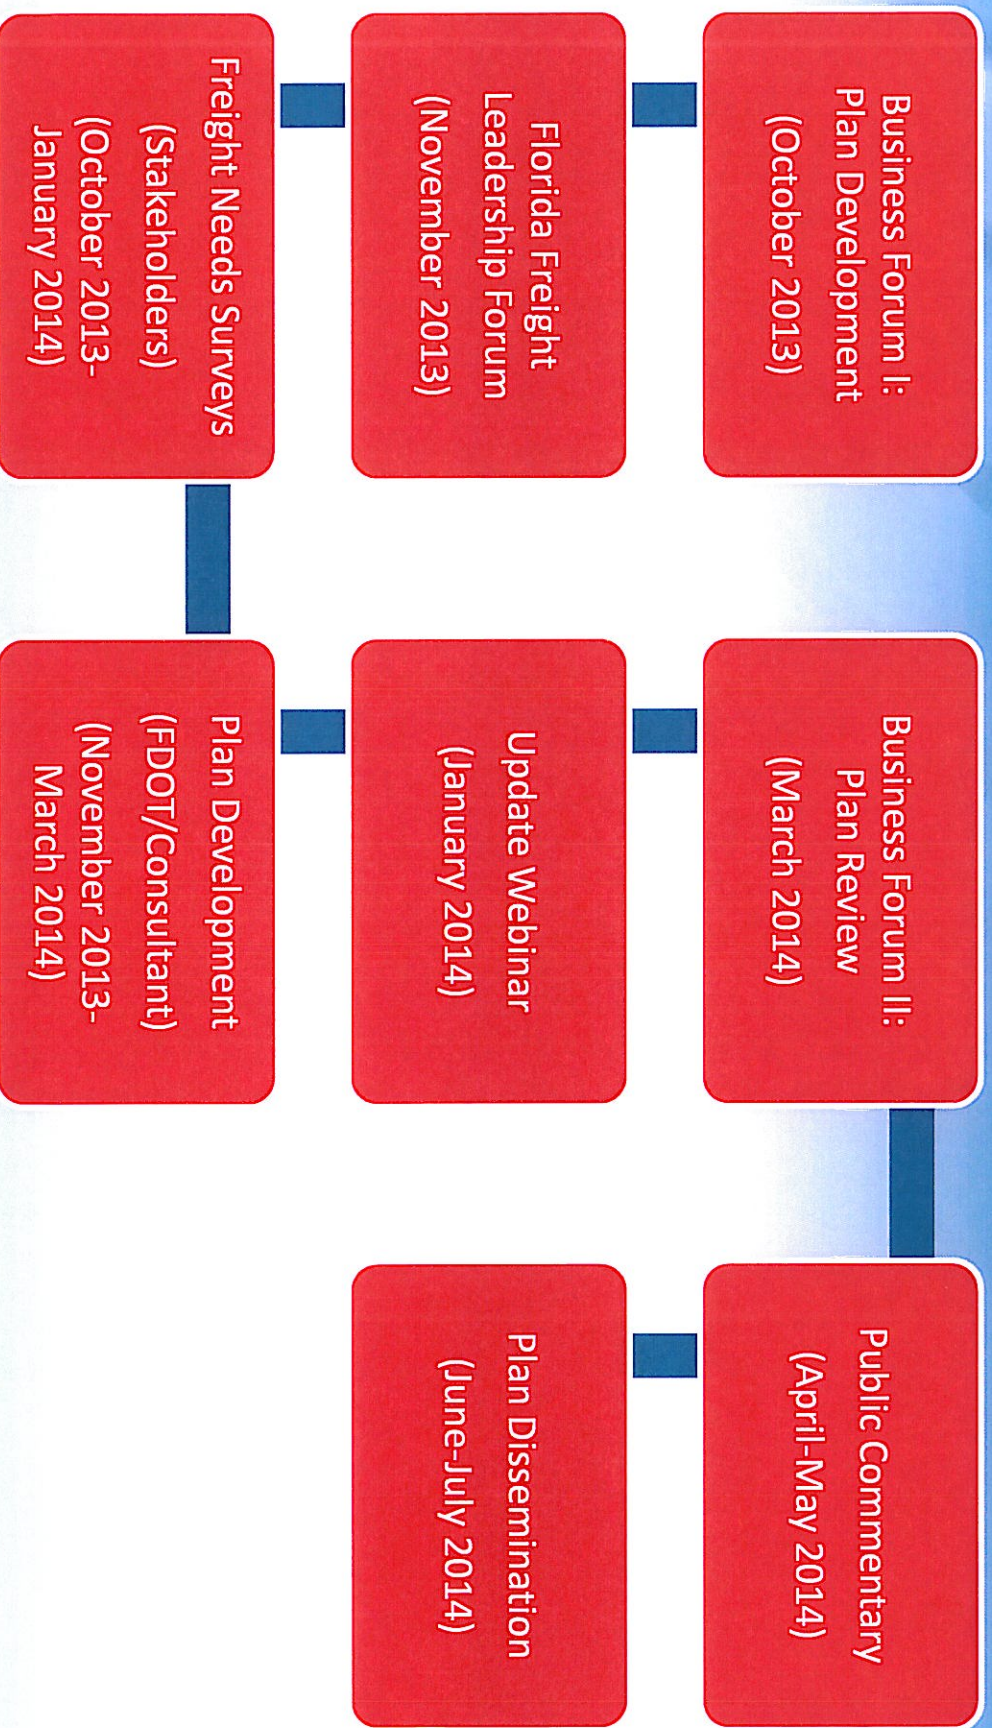 Business Forum I:
Plan Development
(October 2013)
Florida Freight
Leadership Forum
(November 2013)
Freight Needs Surveys
(Stakeholders)
(October 2013-
January 2014)
Plan Development
(FDOT/Consultant)
(November 2013-
March 2014)
Update Webinar
(January 2014)
Business Forum II:
Plan Review
(March 2014)
Public Commentary
(April-May 2014)
Plan Dissemination
(June-July 2014)